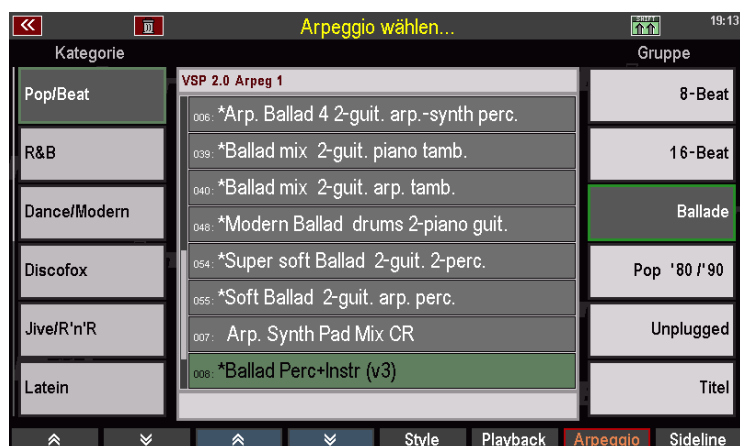 Arpeggio wählen...
SHIFT
19:13
Kategorie
Gruppe
Pop/Beat
R&B
Dance/Modern
Discofox
Jive/R'n'R
Latein
VSP 2.0 Arpeg 1
006: *Arp. Ballad 4 2-guit. arp.-synth perc.
039: *Ballad mix 2-guit. piano tamb.
040: *Ballad mix 2-guit. arp. tamb.
048: *Modern Ballad drums 2-piano guit.
054: *Super soft Ballad 2-guit. 2-perc.
055: *Soft Ballad 2-guit. arp. perc.
007: Arp. Synth Pad Mix CR
008: *Ballad Perc+Instr (v3)
8-Beat
16-Beat
Ballade
Pop '80 /'90
Unplugged
Titel
Style
Playback
Arpeggio
Sideline